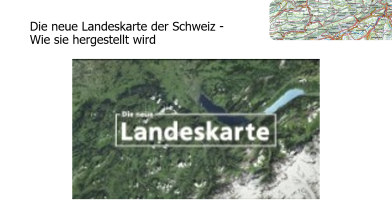 Die neue Landeskarte der Schweiz -
Wie sie hergestellt wird
Die neue
Landeskarte